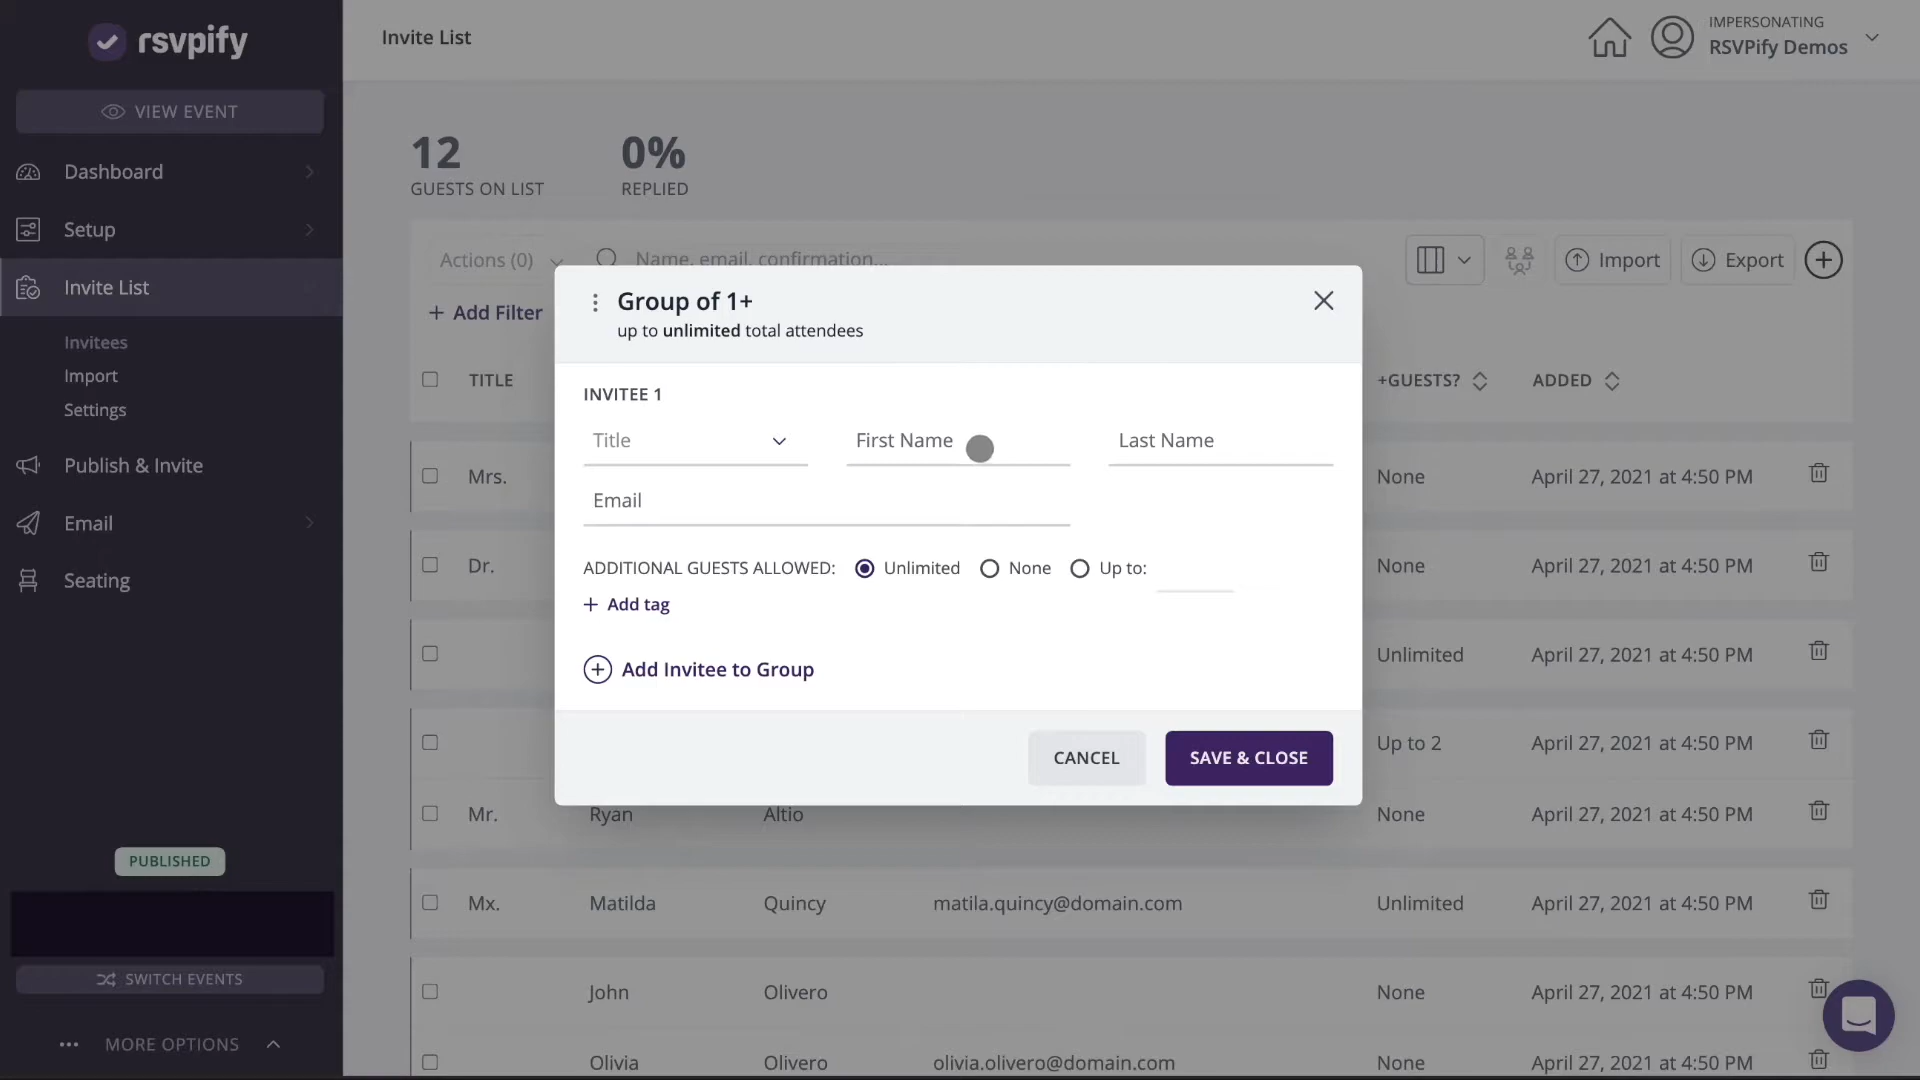 rsvpify
VIEW EVENT
Dashboard
Setup
Invite List
Invitees
Import
Settings
Publish & Invite
Email
Seating
PUBLISHED
SWITCH EVENTS
MORE OPTIONS
Invite List
IMPERSONATING
RSVPify Demos
12
GUESTS ON LIST
0%
REPLIED
Actions (0)
Name, email, confirmation...
Import
Export
+ Add Filter
TITLE
+GUESTS?
ADDED
Group of 1+
up to unlimited total attendees
INVITEE 1
Title
First Name
Last Name
Email
ADDITIONAL GUESTS ALLOWED: Unlimited None Up to:
+ Add tag
Add Invitee to Group
CANCEL
SAVE & CLOSE
Mrs. None April 27, 2021 at 4:50 PM
Dr. None April 27, 2021 at 4:50 PM
Unlimited April 27, 2021 at 4:50 PM
Up to 2 April 27, 2021 at 4:50 PM
Mr. Ryan Altio None April 27, 2021 at 4:50 PM
Mx. Matilda Quincy matila.quincy@domain.com Unlimited April 27, 2021 at 4:50 PM
John Olivero None April 27, 2021 at 4:50 PM
Olivia Olivero olivia.olivero@domain.com None April 27, 2021 at 4:50 PM